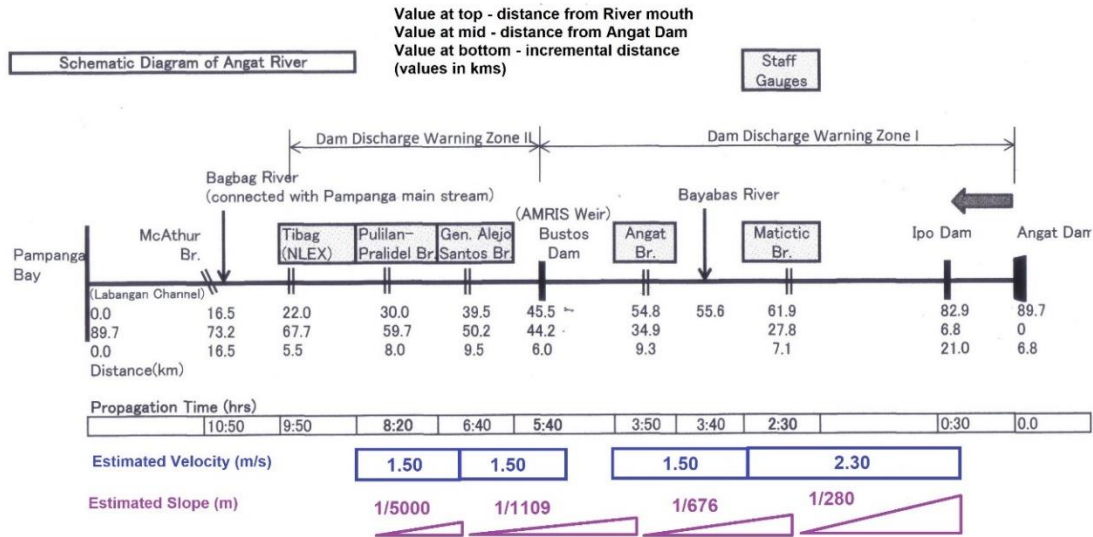 Value at top - distance from River mouth
Value at mid - distance from Angat Dam
Value at bottom - incremental distance
(values in kms)
Schematic Diagram of Angat River
Staff
Gauges
Dam Discharge Warning Zone II
Dam Discharge Warning Zone I
Bagbag River
(connected with Pampanga main stream)
Bayabas River
Pampanga
Bay
McAthur
Br.
Tibag
(NLEX)
Pulilan-
Pralidel Br.
Gen. Alejo
Santos Br.
(AMRIS Weir)
Bustos
Dam
Angat
Br.
Matictic
Br.
Ipo Dam
Angat Dam
(Labangan Channel)
0.0 16.5 22.0 30.0 39.5 45.5 54.8 55.6 61.9 82.9 89.7
89.7 73.2 67.7 59.7 50.2 44.2 34.9 27.8 6.8 0
0.0 16.5 5.5 8.0 9.5 6.0 9.3 7.1 21.0 6.8
Distance(km)
Propagation Time (hrs)
10:50 9:50 8:20 6:40 5:40 3:50 3:40 2:30 0:30 0.0
Estimated Velocity (m/s) 1.50 1.50 1.50 2.30
Estimated Slope (m) 1/5000 1/1109 1/676 1/280